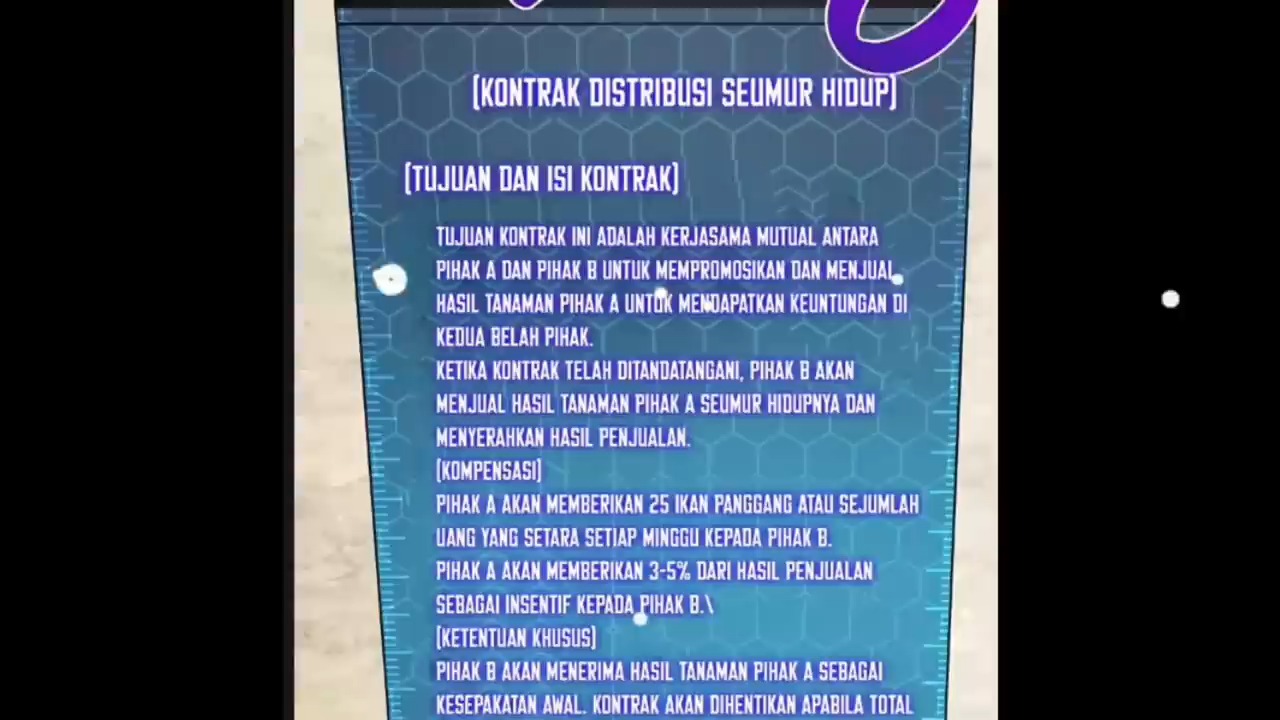 [KONTRAK DISTRIBUSI SEUMUR HIDUP]
[TUJUAN DAN ISI KONTRAK]
TUJUAN KONTRAK INI ADALAH KERJASAMA MUTUAL ANTARA
PIHAK A DAN PIHAK B UNTUK MEMPROMOSIKAN DAN MENJUAL
HASIL TANAMAN PIHAK A UNTUK MENDAPATKAN KEUNTUNGAN DI
KEDUA BELAH PIHAK.
KETIKA KONTRAK TELAH DITANDATANGANI, PIHAK B AKAN
MENJUAL HASIL TANAMAN PIHAK A SEUMUR HIDUPNYA DAN
MENYERAHKAN HASIL PENJUALAN.
[KOMPENSASI]
PIHAK A AKAN MEMBERIKAN 25 IKAN PANGGANG ATAU SEJUMLAH
UANG YANG SETARA SETIAP MINGGU KEPADA PIHAK B.
PIHAK A AKAN MEMBERIKAN 3-5% DARI HASIL PENJUALAN
SEBAGAI INSENTIF KEPADA PIHAK B.\
[KETENTUAN KHUSUS]
PIHAK B AKAN MENERIMA HASIL TANAMAN PIHAK A SEBAGAI
KESEPAKATAN AWAL. KONTRAK AKAN DIHENTIKAN APABILA TOTAL